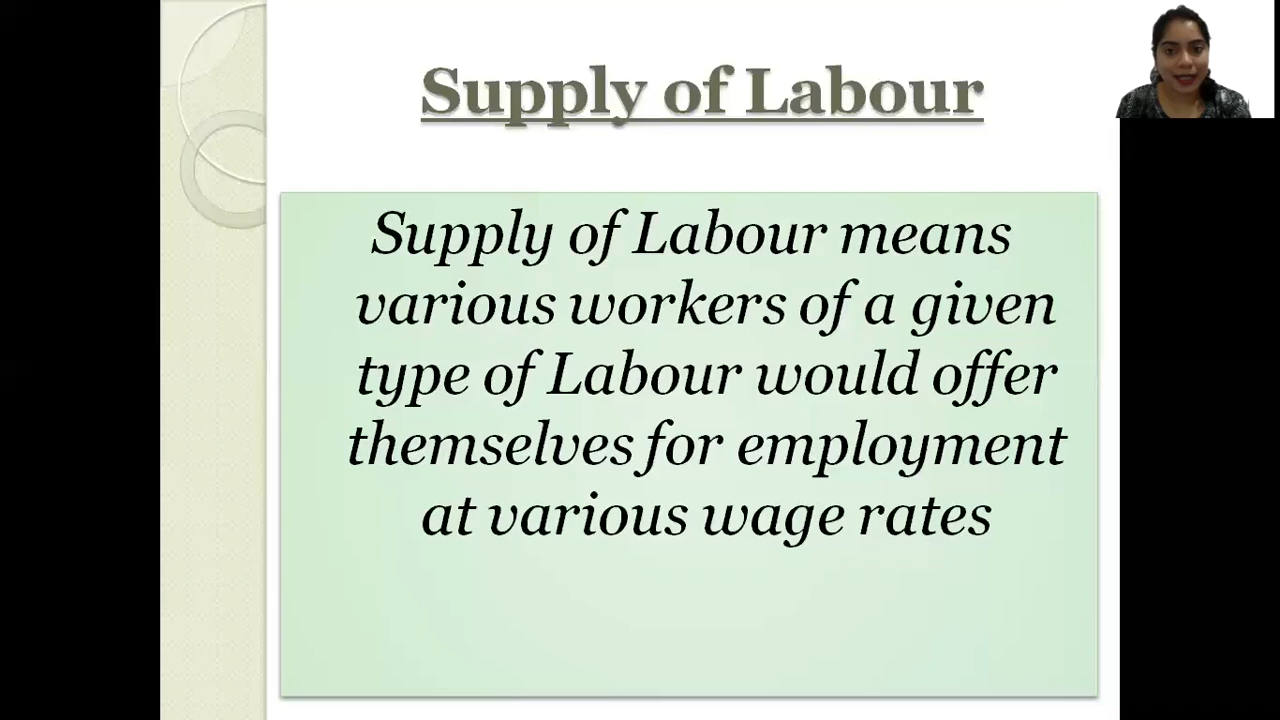 Supply of Labour
Supply of Labour means
various workers of a given
type of Labour would offer
themselves for employment
at various wage rates